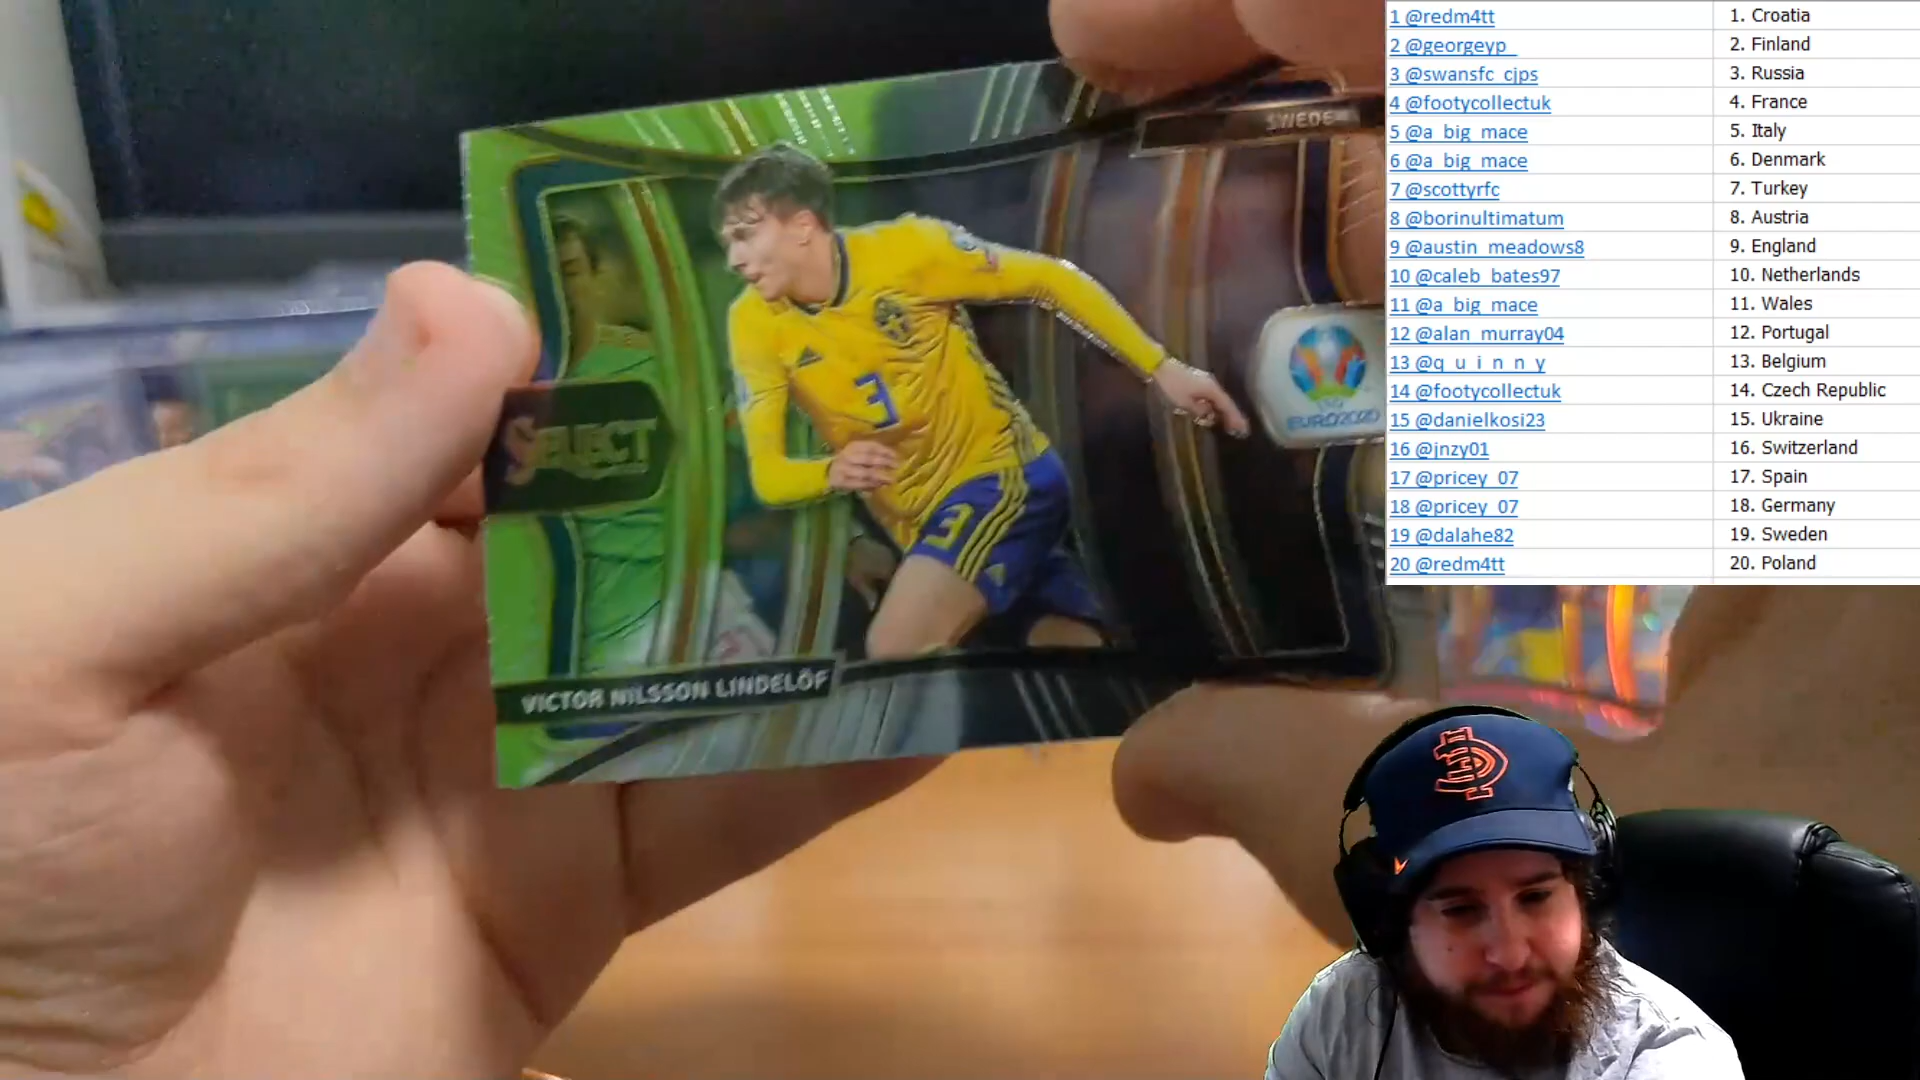 SWEDE
3
SELECT
EURO2020
3
VICTOR NILSSON LINDELÖF
1 @redm4tt 1. Croatia
2 @georgeyp_ 2. Finland
3 @swansfc_cjps 3. Russia
4 @footycollectuk 4. France
5 @a_big_mace 5. Italy
6 @a_big_mace 6. Denmark
7 @scottyrfc 7. Turkey
8 @borinultimatum 8. Austria
9 @austin_meadows8 9. England
10 @caleb_bates97 10. Netherlands
11 @a_big_mace 11. Wales
12 @alan_murray04 12. Portugal
13 @q_u_i_n_n_y 13. Belgium
14 @footycollectuk 14. Czech Republic
15 @danielkosi23 15. Ukraine
16 @jnzy01 16. Switzerland
17 @pricey_07 17. Spain
18 @pricey_07 18. Germany
19 @dalahe82 19. Sweden
20 @redm4tt 20. Poland